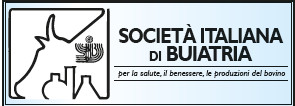 SOCIETÀ ITALIANA
DI BUIATRIA
per la salute, il benessere, le produzioni del bovino